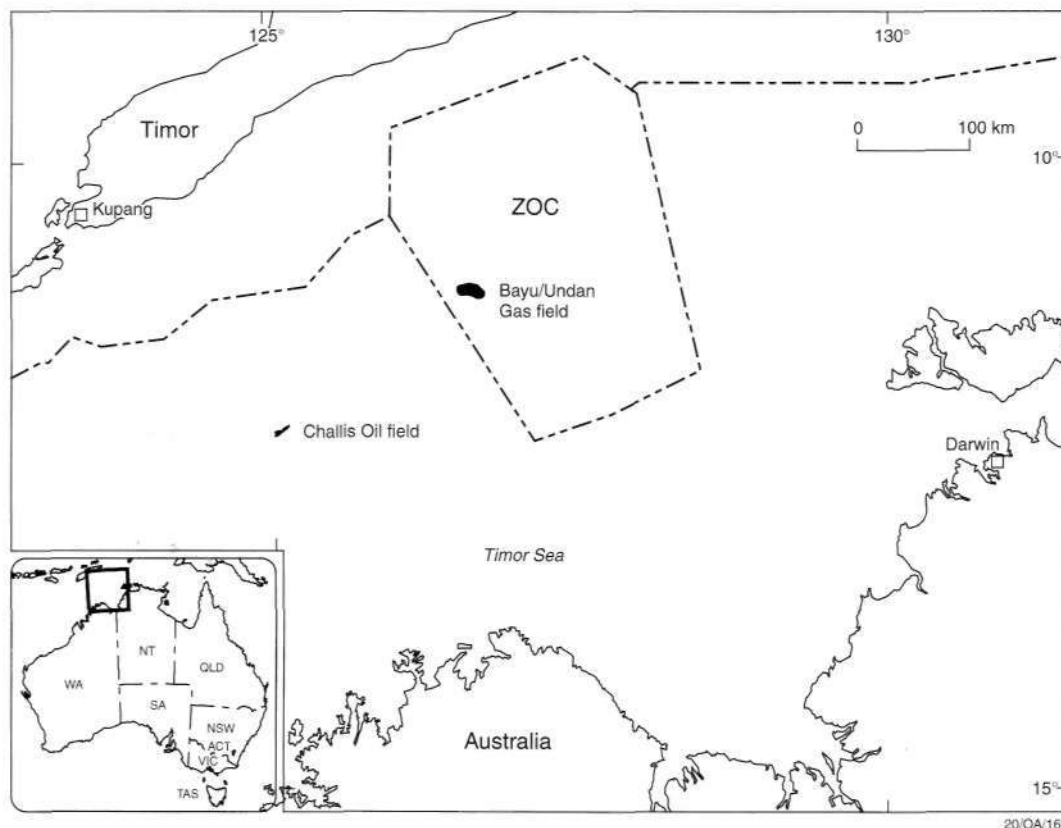 125°
130°
Timor
0 100 km
10°
Kupang
ZOC
Bayu/Undan
Gas field
Challis Oil field
Darwin
Timor Sea
NT
QLD
WA
SA
NSW
ACT
VIC
TAS
Australia
15°
20/OA/16